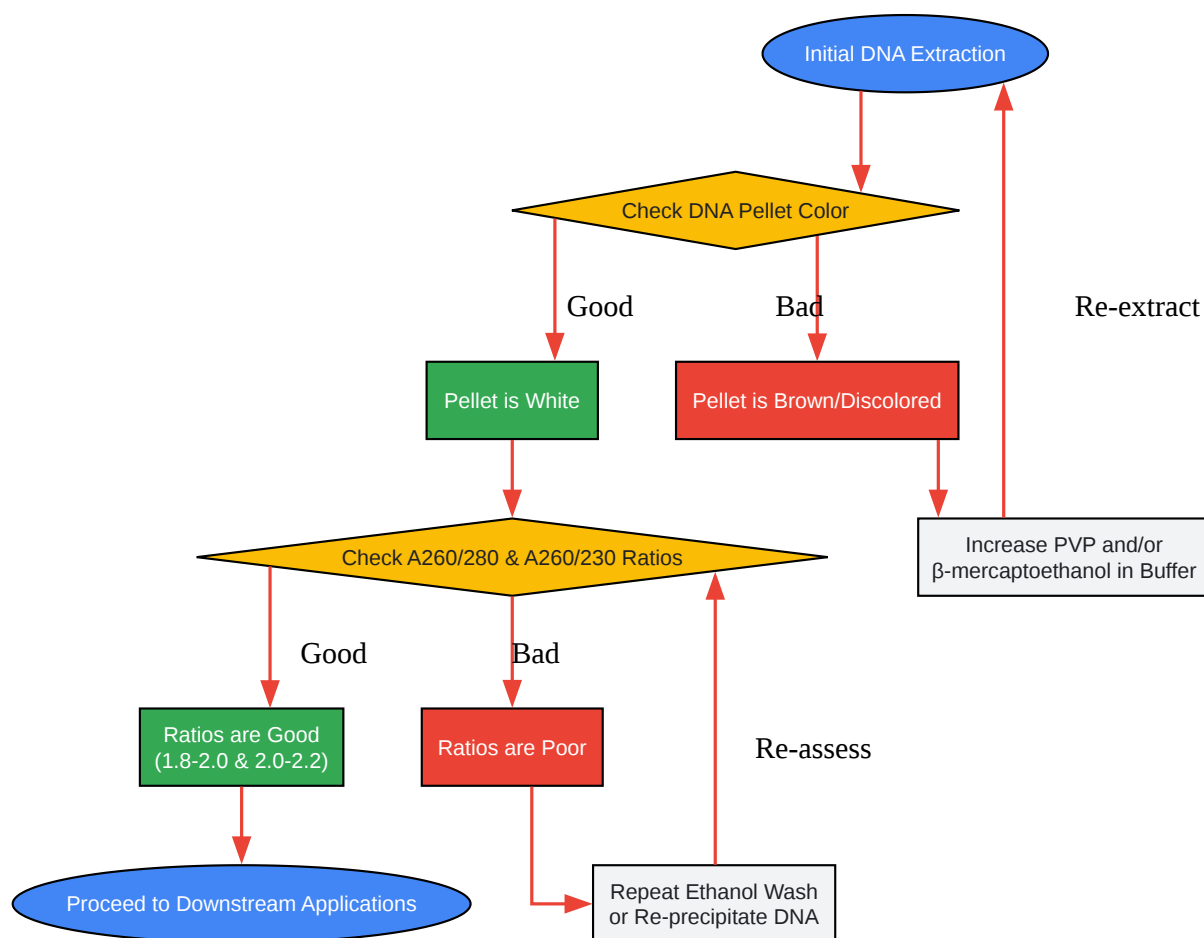 Initial DNA Extraction
Check DNA Pellet Color
Good
Bad
Re-extract
Pellet is White
Pellet is Brown/Discolored
Increase PVP and/or
β-mercaptoethanol in Buffer
Check A260/280 & A260/230 Ratios
Good
Bad
Re-assess
Ratios are Good
(1.8-2.0 & 2.0-2.2)
Ratios are Poor
Proceed to Downstream Applications
Repeat Ethanol Wash
or Re-precipitate DNA